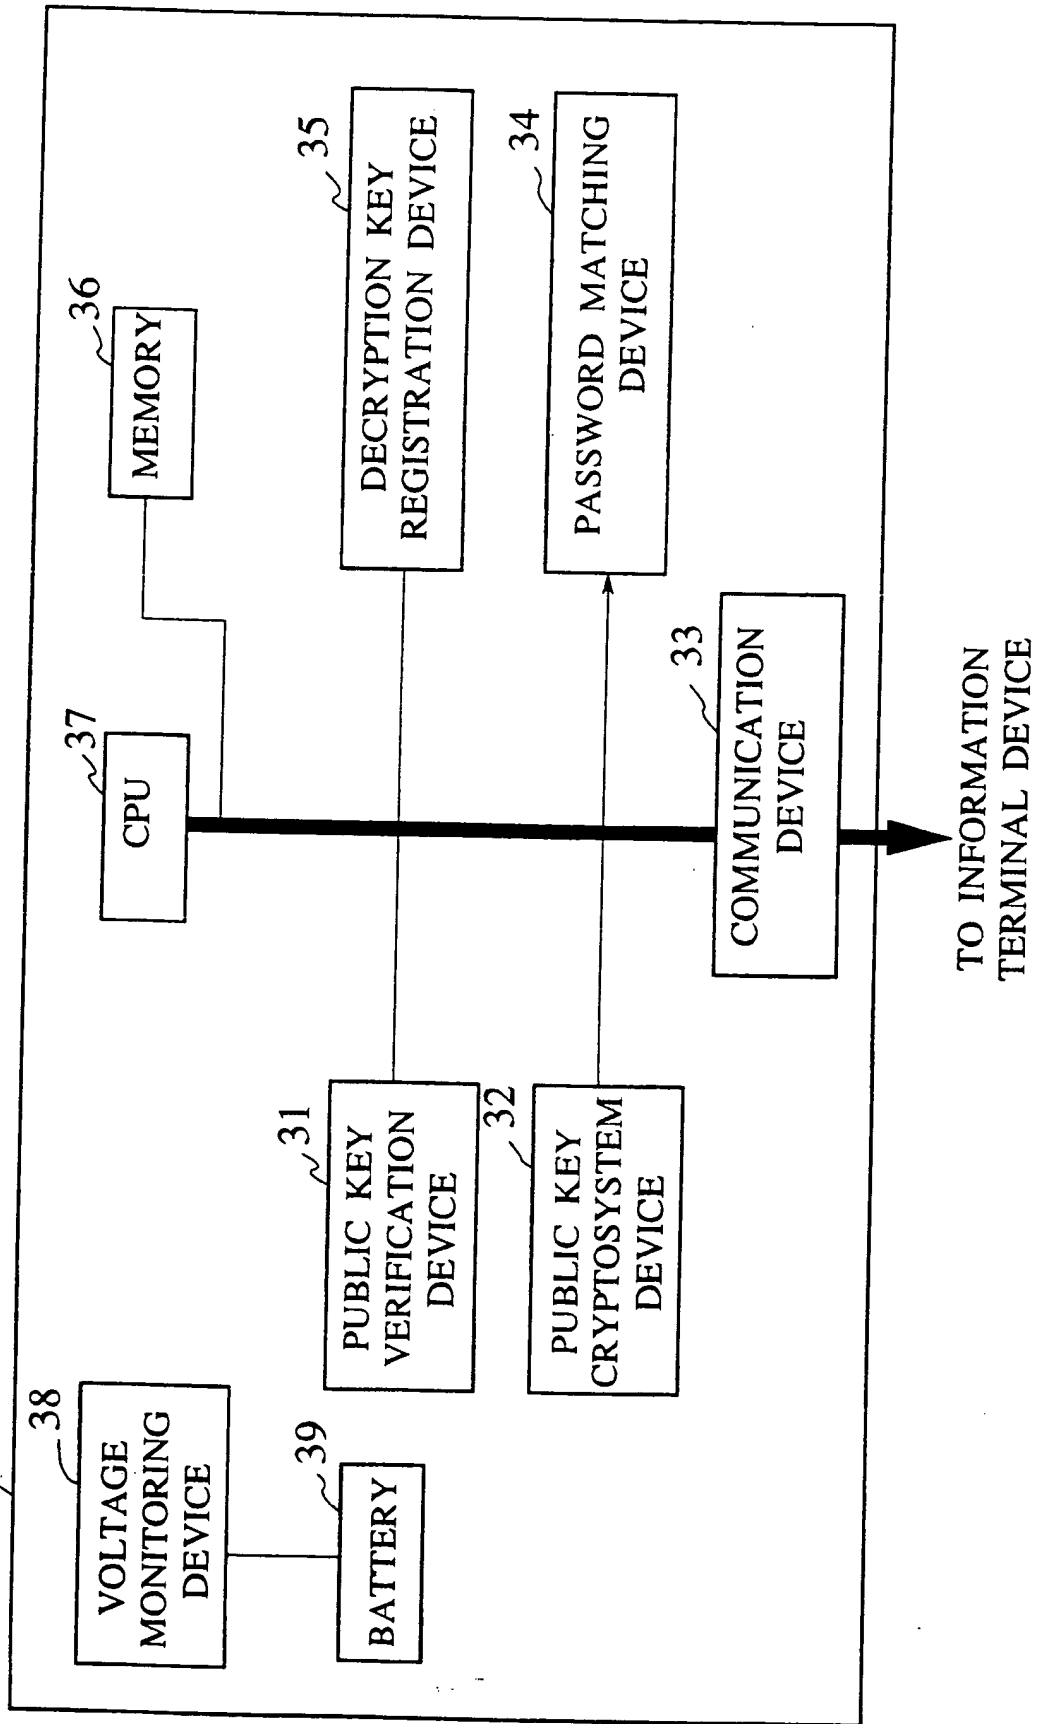 38
VOLTAGE
MONITORING
DEVICE
39
BATTERY
37
CPU
36
MEMORY
31
PUBLIC KEY
VERIFICATION
DEVICE
35
DECRYPTION KEY
REGISTRATION DEVICE
32
PUBLIC KEY
CRYPTOSYSTEM
DEVICE
34
PASSWORD MATCHING
DEVICE
33
COMMUNICATION
DEVICE
TO INFORMATION
TERMINAL DEVICE